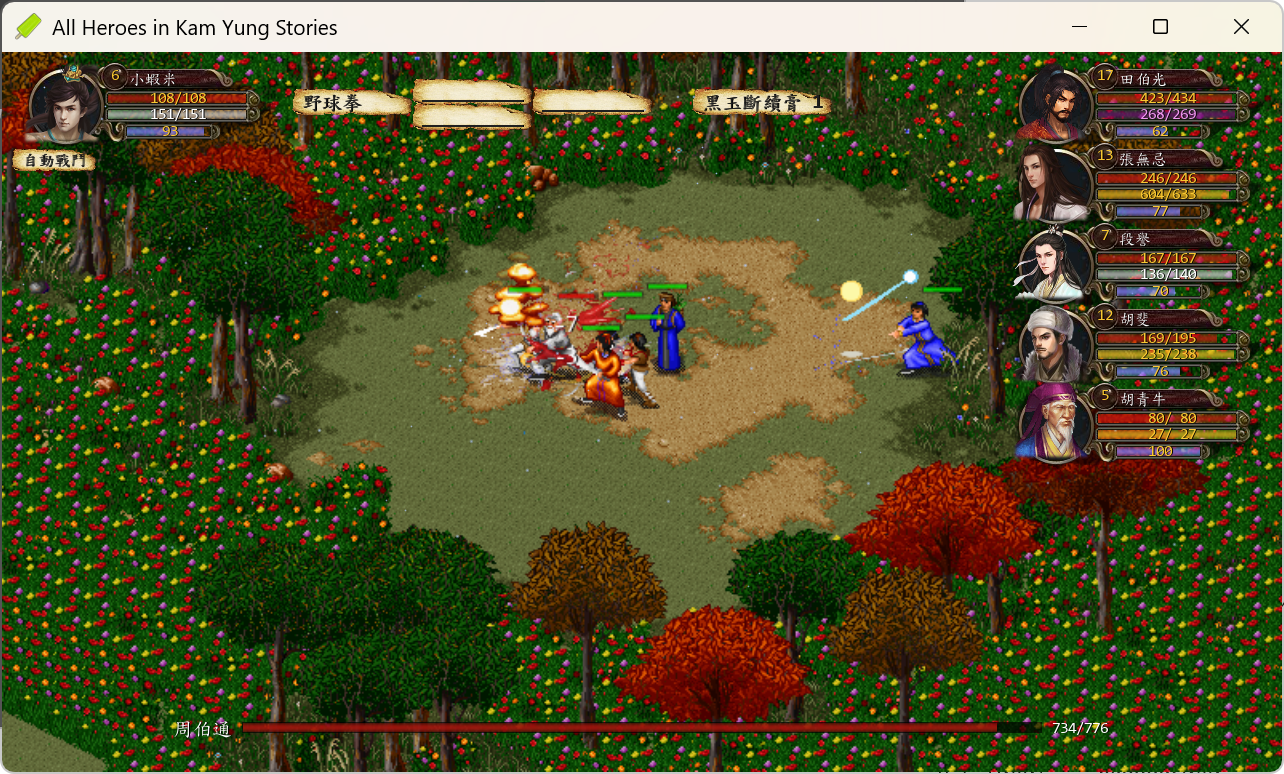 All Heroes in Kam Yung Stories
6 小蝦米
108/108
151/151
93
自動戰鬥
野球拳
黑玉斷續膏 1
17 田伯光
423/434
268/269
62
13 張無忌
246/246
604/633
77
7 段譽
167/167
136/140
70
12 胡斐
169/195
235/238
76
5 胡青牛
80/ 80
27/ 27
100
周伯通 734/776